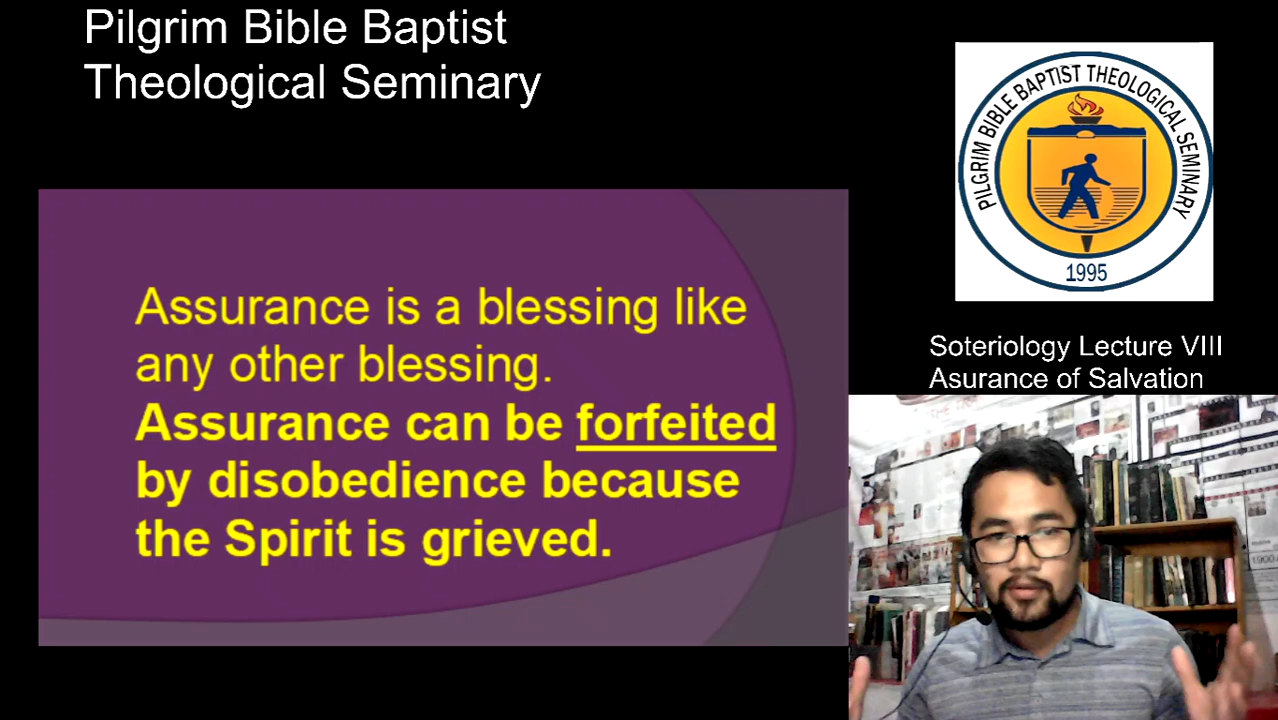 Pilgrim Bible Baptist
Theological Seminary
PILGRIM BIBLE BAPTIST THEOLOGICAL SEMINARY
1995
Assurance is a blessing like
any other blessing.
Assurance can be forfeited
by disobedience because
the Spirit is grieved.
Soteriology Lecture VIII
Asurance of Salvation